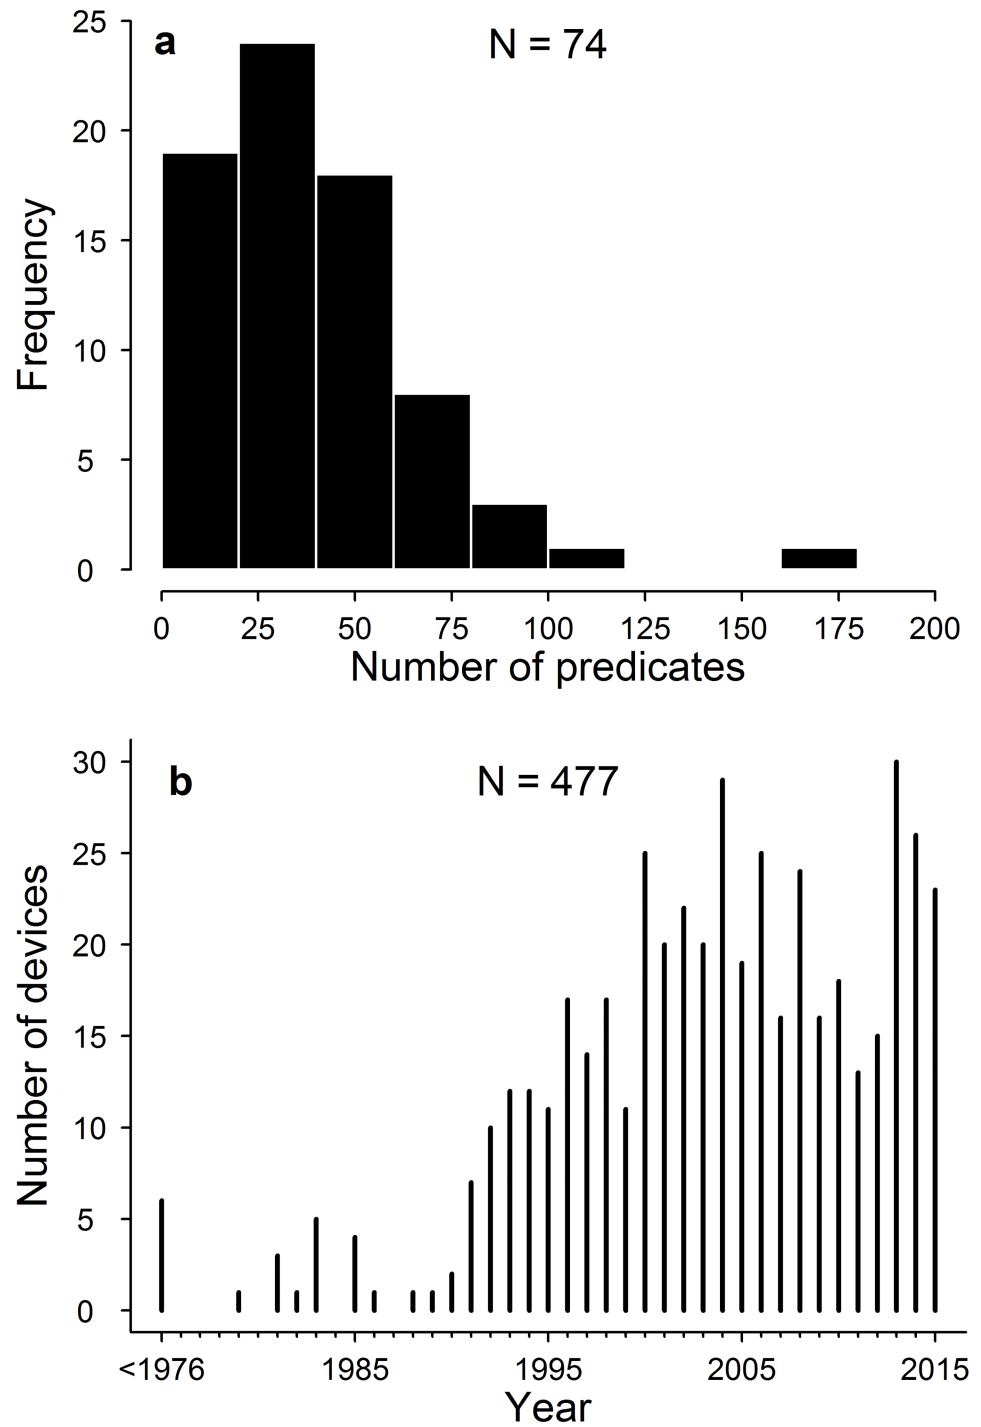 a
N = 74
25
20
15
10
5
0
Frequency
0 25 50 75 100 125 150 175 200
Number of predicates
b
N = 477
30
25
20
15
10
5
0
Number of devices
<1976 1985 1995 2005 2015
Year